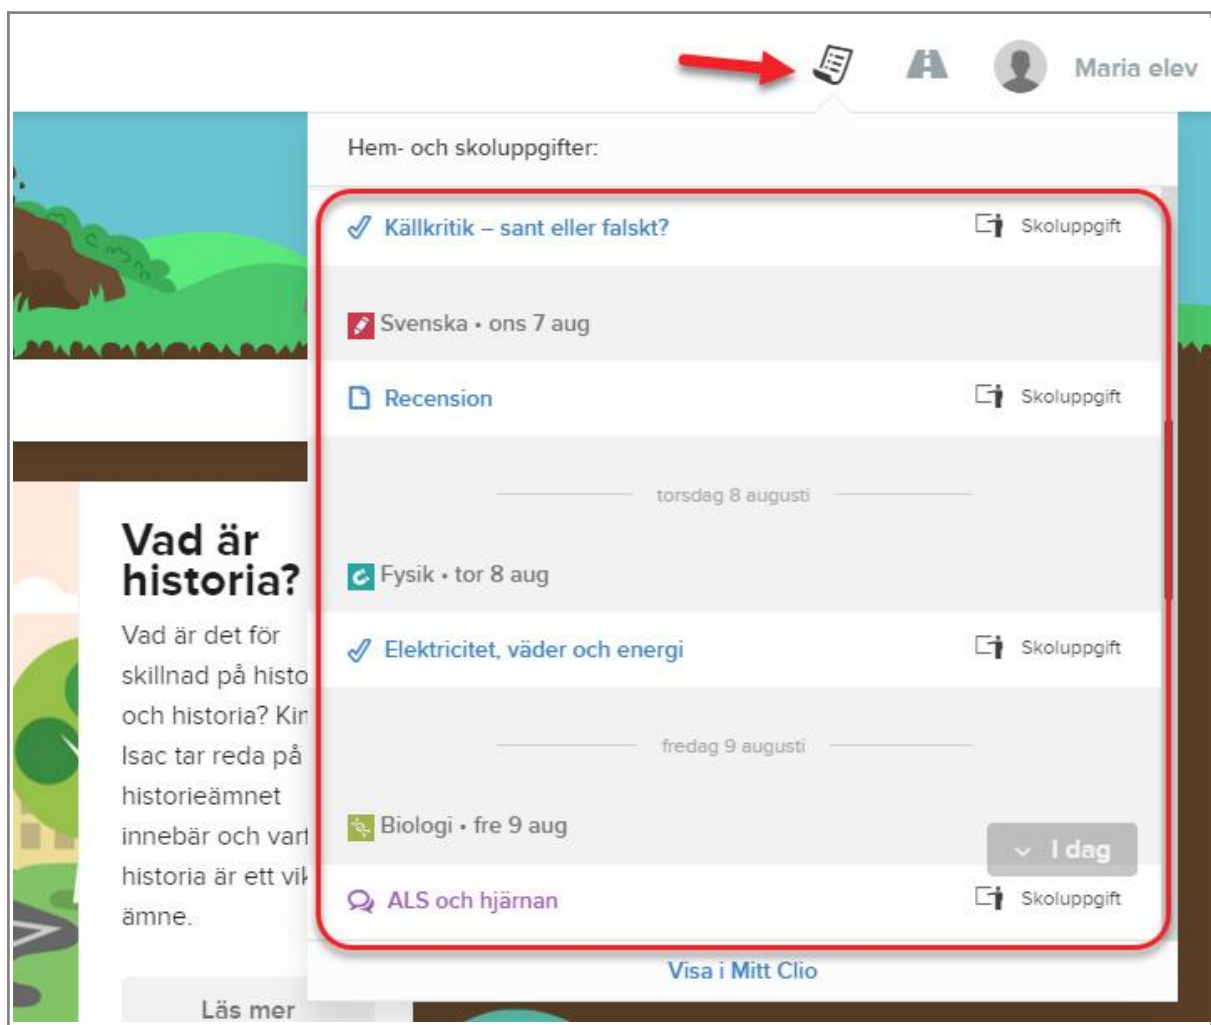 Maria elev
Hem- och skoluppgifter:
Källkritik – sant eller falskt? Skoluppgift
Svenska • ons 7 aug
Recension Skoluppgift
torsdag 8 augusti
Fysik • tor 8 aug
Elektricitet, väder och energi Skoluppgift
fredag 9 augusti
Biologi • fre 9 aug
I dag
ALS och hjärnan Skoluppgift
Visa i Mitt Clio
Vad är
historia?
Vad är det för
skillnad på histo
och historia?
Isac tar reda på
historieämnet
innebär och
historia är ett
ämne.
Läs mer